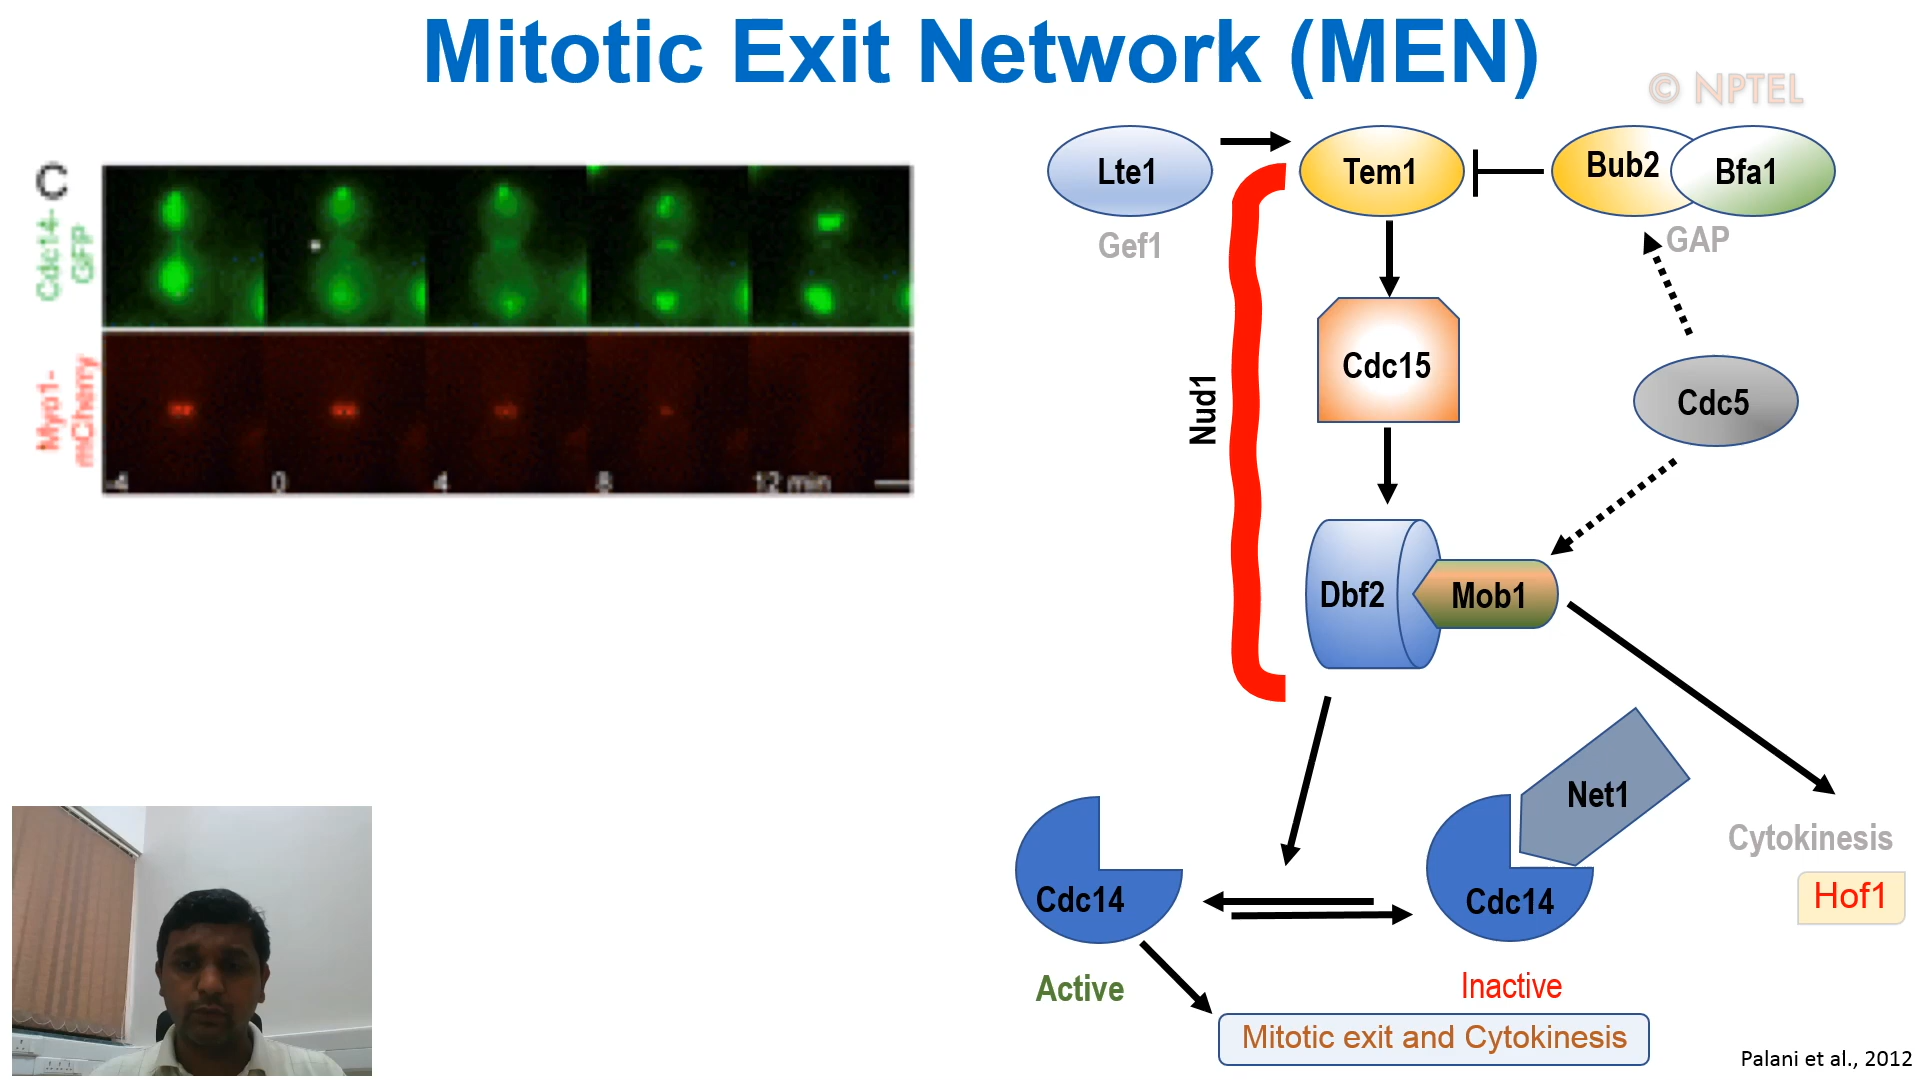 Mitotic Exit Network (MEN)
© NPTEL
C
Cdc14-
GFP
Myo1-
mCherry
-4 0 4 8 12 min
Lte1
Gef1
Tem1
Bub2
Bfa1
GAP
Nud1
Cdc15
Cdc5
Dbf2
Mob1
Net1
Cdc14
Cdc14
Cytokinesis
Hof1
Active
Inactive
Mitotic exit and Cytokinesis
Palani et al., 2012